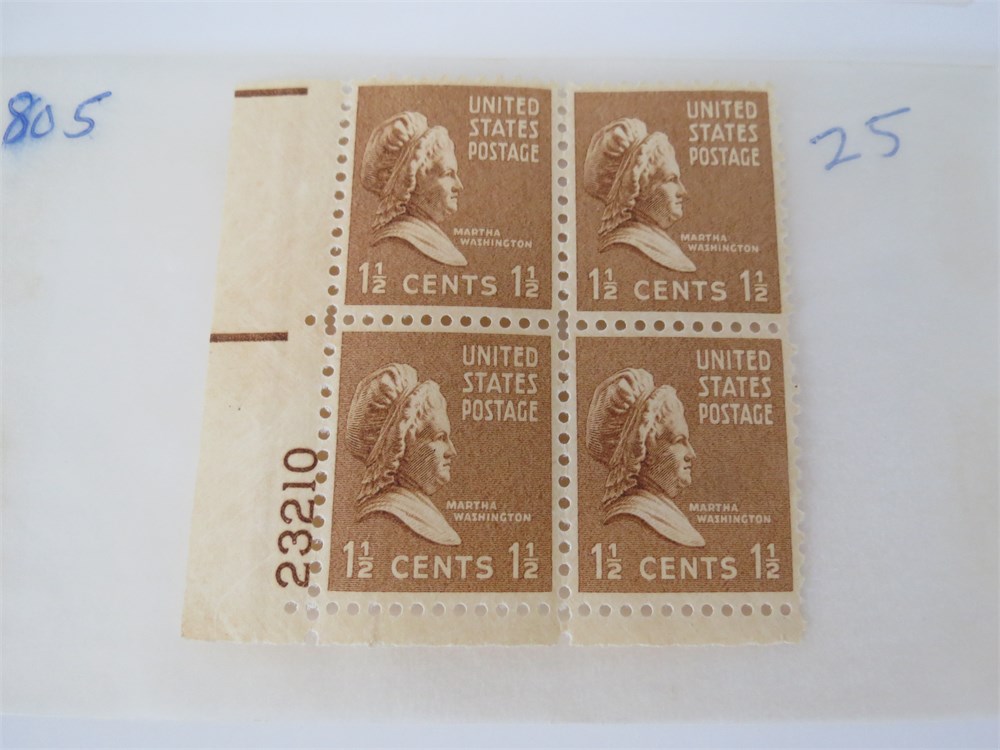 805
25
UNITED
STATES
POSTAGE
MARTHA
WASHINGTON
1½ CENTS 1½
UNITED
STATES
POSTAGE
MARTHA
WASHINGTON
1½ CENTS 1½
UNITED
STATES
POSTAGE
MARTHA
WASHINGTON
1½ CENTS 1½
UNITED
STATES
POSTAGE
MARTHA
WASHINGTON
1½ CENTS 1½
23210